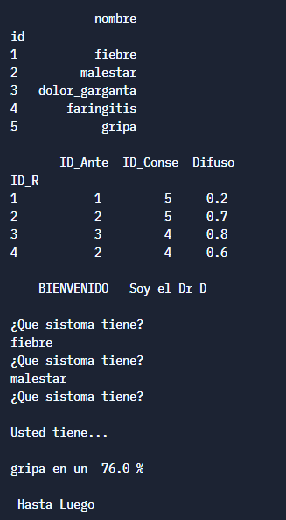 nombre
id
1 fiebre
2 malestar
3 dolor_garganta
4 faringitis
5 gripa
ID_Ante ID_Conse Difuso
ID_R
1 1 5 0.2
2 2 5 0.7
3 3 4 0.8
4 2 4 0.6
BIENVENIDO Soy el Dr D
¿Que sistoma tiene?
fiebre
¿Que sistoma tiene?
malestar
¿Que sistoma tiene?
Usted tiene...
gripa en un 76.0 %
Hasta Luego